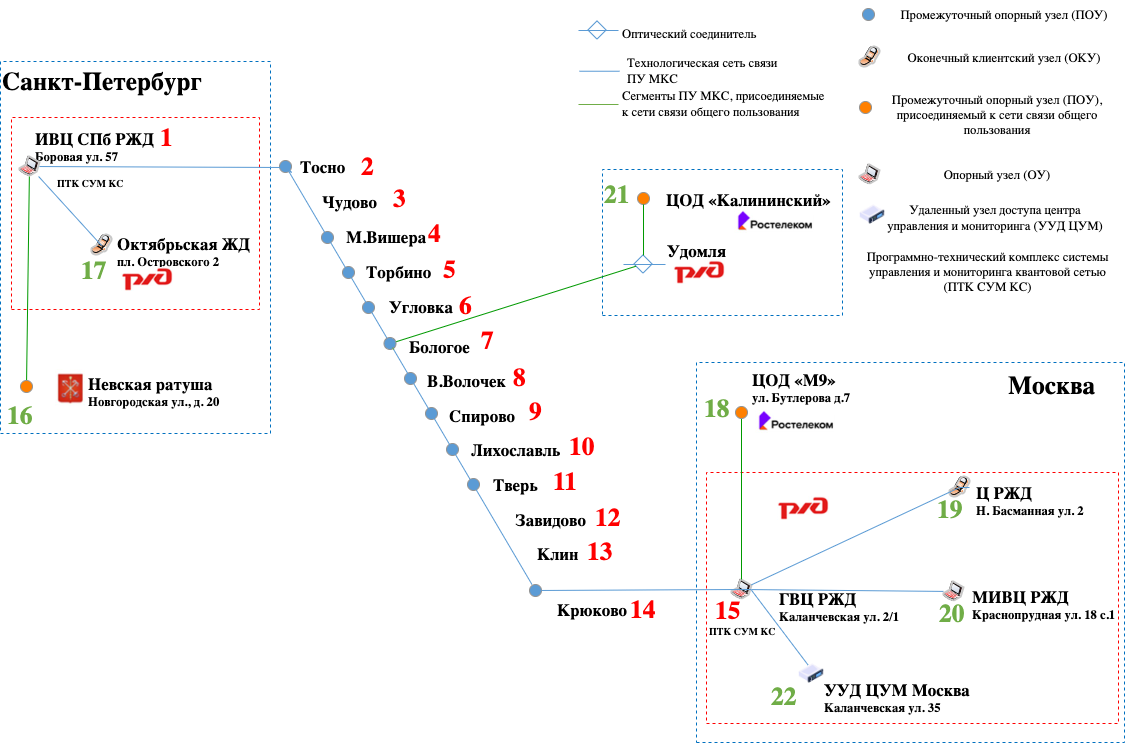 Оптический соединитель
Технологическая сеть связи
ПУ МКС
Сегменты ПУ МКС, присоединяемые
к сети связи общего пользования
Промежуточный опорный узел (ПОУ)
Оконечный клиентский узел (ОКУ)
Промежуточный опорный узел (ПОУ),
присоединяемый к сети связи общего
пользования
Опорный узел (ОУ)
Удаленный узел доступа центра
управления и мониторинга (УУД ЦУМ)
Программно-технический комплекс системы
управления и мониторинга квантовой сетью
(ПТК СУМ КС)
Санкт-Петербург
ИВЦ СПб РЖД 1
Боровая ул. 57
ПТК СУМ КС
Октябрьская ЖД
17
пл. Островского 2
РЖД
Невская ратуша
Новгородская ул., д. 20
16
Тосно 2
Чудово 3
М.Вишера 4
Торбино 5
Угловка 6
Бологое 7
В.Волочек 8
Спирово 9
Лихославль 10
Тверь 11
Завидово 12
Клин 13
Крюково 14
21
ЦОД «Калининский»
Ростелеком
Удомля
РЖД
Москва
ЦОД «М9»
ул. Бутлерова д.7
18
Ростелеком
РЖД
Ц РЖД
19
Н. Басманная ул. 2
15
ГВЦ РЖД
Каланчевская ул. 2/1
ПТК СУМ КС
МИВЦ РЖД
20
Краснопрудная ул. 18 с.1
22
УУД ЦУМ Москва
Каланчевская ул. 35